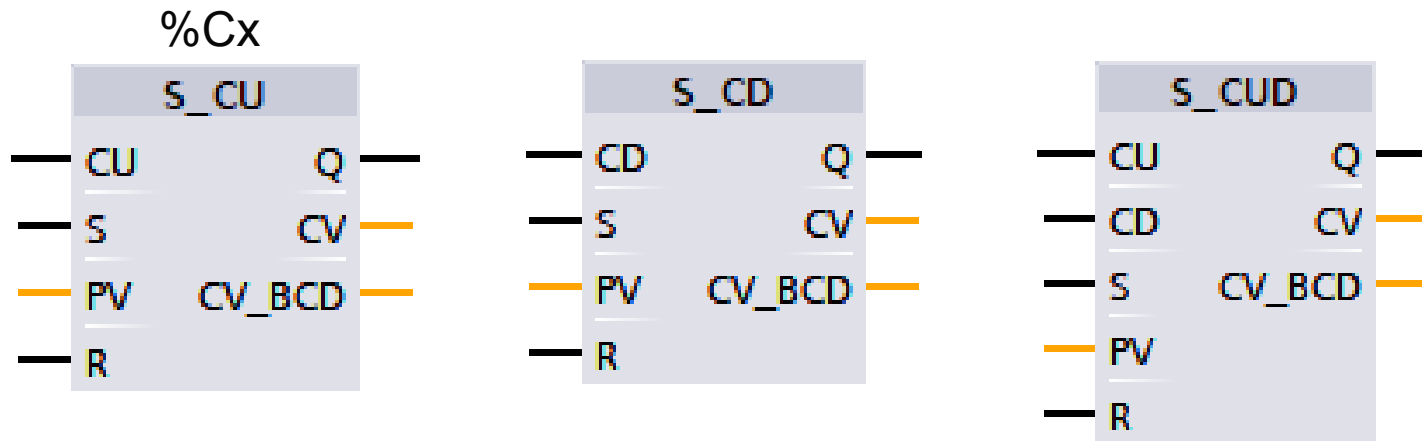 %Cx
S_CU
CU Q
S CV
PV CV_BCD
R
S_CD
CD Q
S CV
PV CV_BCD
R
S_CUD
CU Q
CD CV
S CV_BCD
PV
R